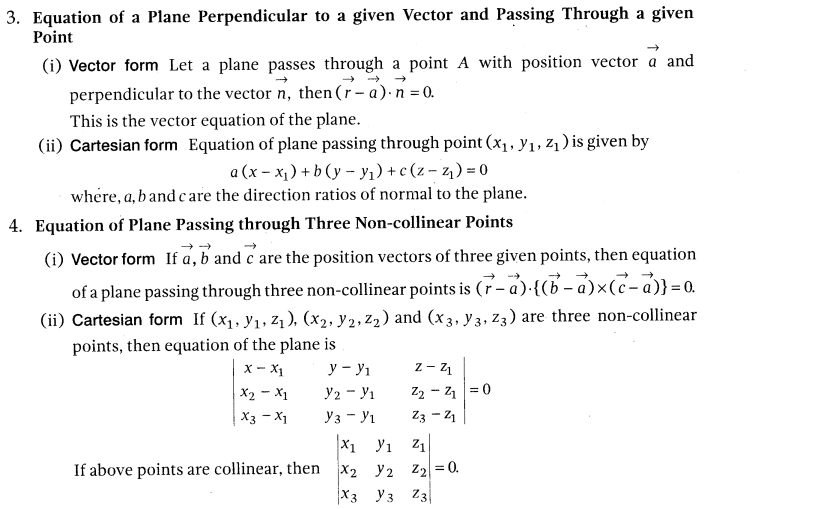 3. Equation of a Plane Perpendicular to a given Vector and Passing Through a given
Point
(i) Vector form Let a plane passes through a point A with position vector $\vec{a}$ and
perpendicular to the vector $\vec{n}$, then $(\vec{r} - \vec{a}) \cdot \vec{n} = 0$.
This is the vector equation of the plane.
(ii) Cartesian form Equation of plane passing through point $(x_1, y_1, z_1)$ is given by
$a(x - x_1) + b(y - y_1) + c(z - z_1) = 0$
where, a, b and c are the direction ratios of normal to the plane.
4. Equation of Plane Passing through Three Non-collinear Points
(i) Vector form If $\vec{a}, \vec{b}$ and $\vec{c}$ are the position vectors of three given points, then equation
of a plane passing through three non-collinear points is $(\vec{r} - \vec{a}) \cdot \{(\vec{b} - \vec{a}) \times (\vec{c} - \vec{a})\} = 0$.
(ii) Cartesian form If $(x_1, y_1, z_1)$, $(x_2, y_2, z_2)$ and $(x_3, y_3, z_3)$ are three non-collinear
points, then equation of the plane is
$\begin{vmatrix} x - x_1 & y - y_1 & z - z_1 \\ x_2 - x_1 & y_2 - y_1 & z_2 - z_1 \\ x_3 - x_1 & y_3 - y_1 & z_3 - z_1 \end{vmatrix} = 0$
If above points are collinear, then $\begin{vmatrix} x_1 & y_1 & z_1 \\ x_2 & y_2 & z_2 \\ x_3 & y_3 & z_3 \end{vmatrix} = 0.$